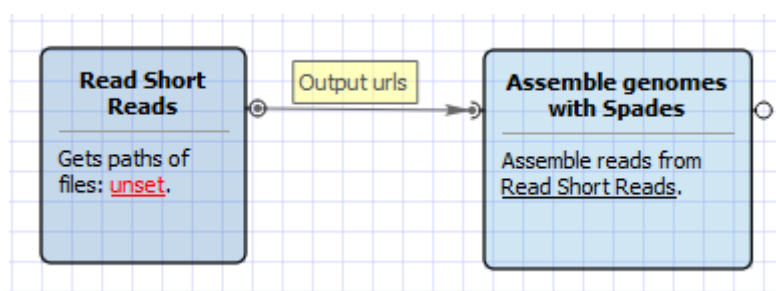 Read Short
Reads
Gets paths of
files: unset.
Output urls
Assemble genomes
with Spades
Assemble reads from
Read Short Reads.